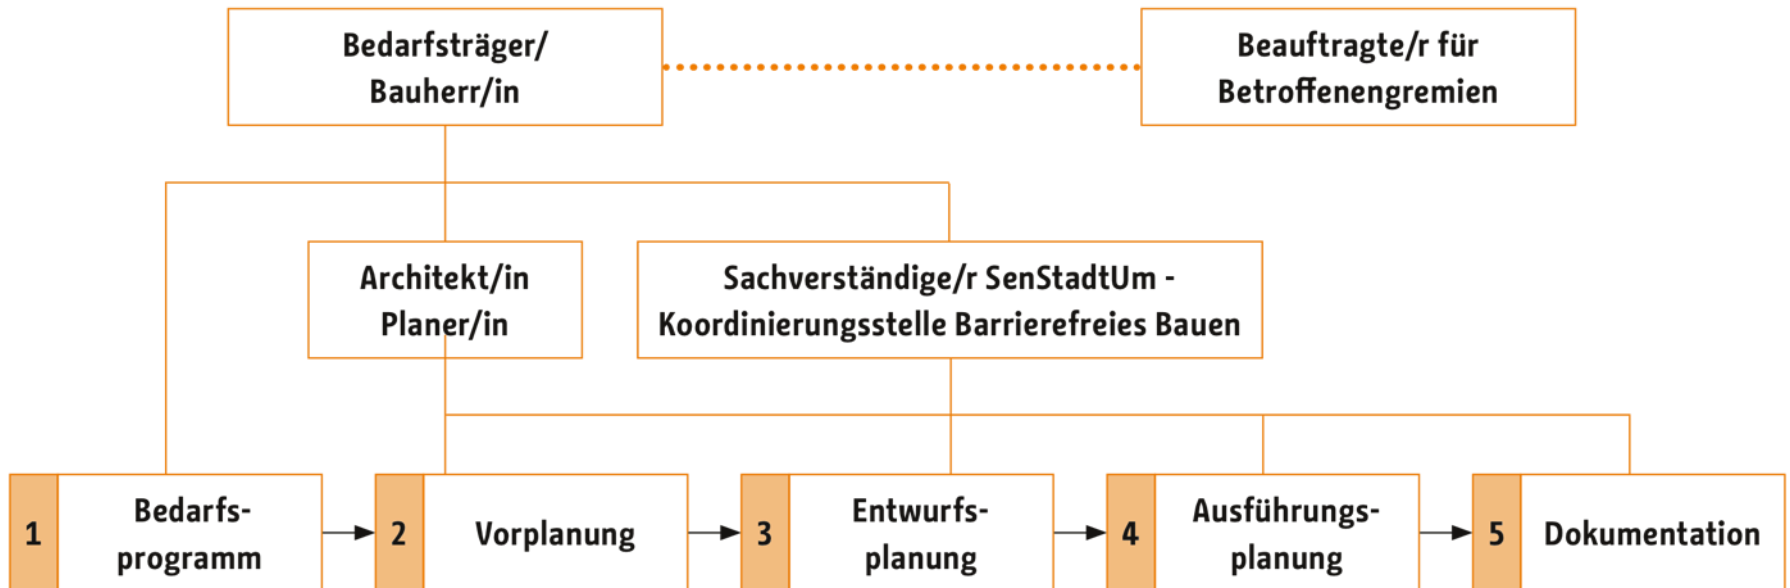 Bedarfsträger/
Bauherr/in
Beauftragte/r für
Betroffenengremien
Architekt/in
Planer/in
Sachverständige/r SenStadtUm -
Koordinierungsstelle Barrierefreies Bauen
1
Bedarfs-
programm
2
Vorplanung
3
Entwurfs-
planung
4
Ausführungs-
planung
5
Dokumentation